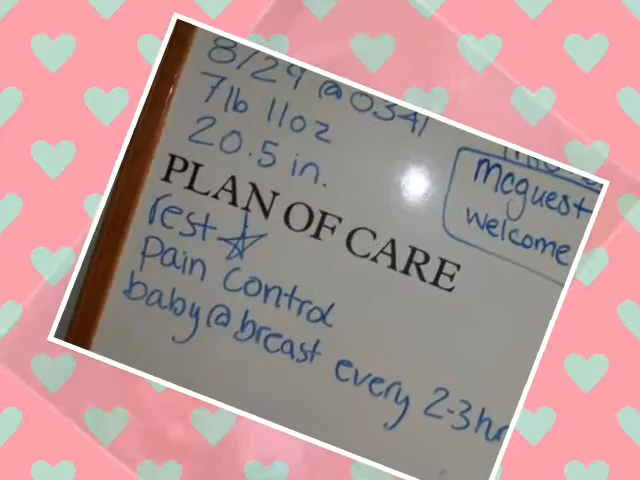 8/29 @ 0341
7lb 11oz
20.5 in.
PLAN OF CARE
rest
Pain Control
baby @ breast every 2-3 hr
mcguest
welcome